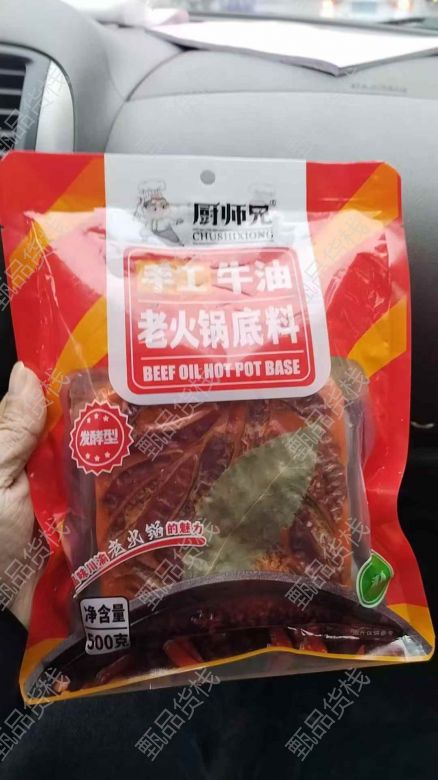 厨师兄®
CHUSHIXIONG
手工牛油
老火锅底料
BEEF OIL HOT POT BASE
发酵型
川渝老火锅的魅力
净含量
500克
甄品货栈